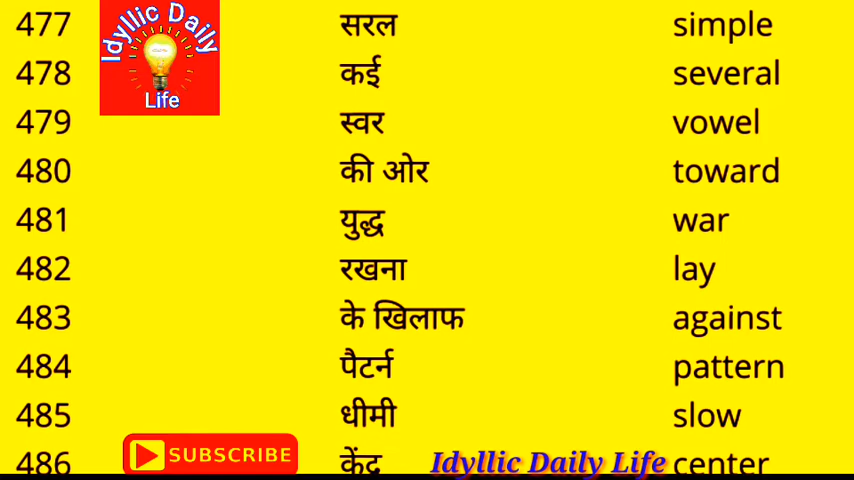 477 सरल simple
Idyllic Daily
Life
478 कई several
479 स्वर vowel
480 की ओर toward
481 युद्ध war
482 रखना lay
483 के खिलाफ against
484 पैटर्न pattern
485 धीमी slow
SUBSCRIBE
486 केंद्र Idyllic Daily Life center